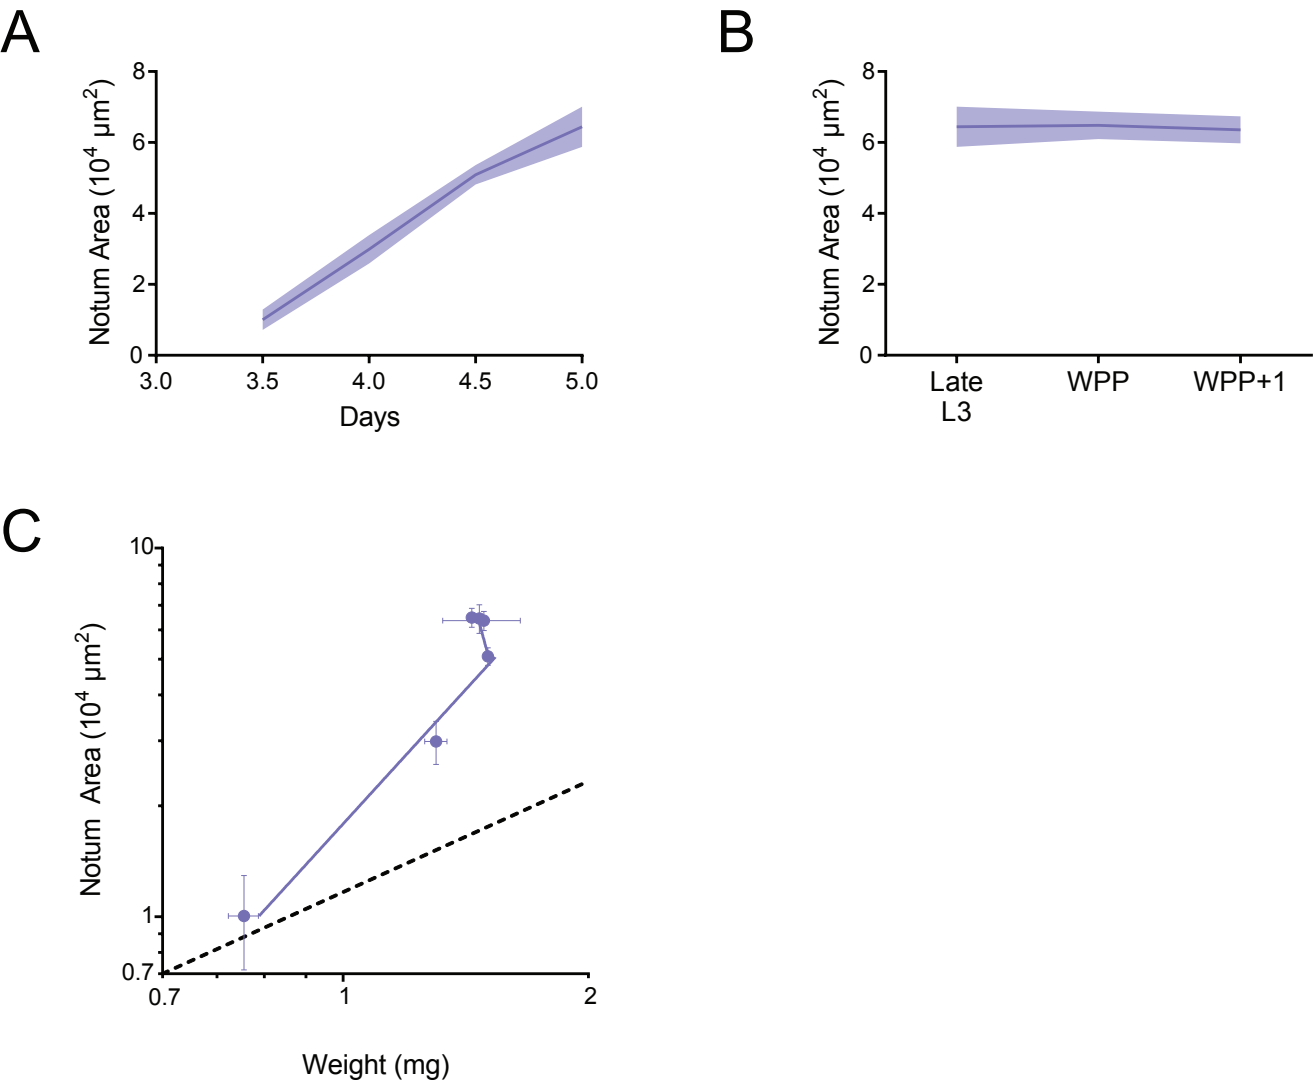 A
Notum Area (10⁴ µm²)
8
6
4
2
0
3.0 3.5 4.0 4.5 5.0
Days
B
Notum Area (10⁴ µm²)
8
6
4
2
0
Late L3 WPP WPP+1
C
Notum Area (10⁴ µm²)
10
1
0.7
0.7 1 2
Weight (mg)